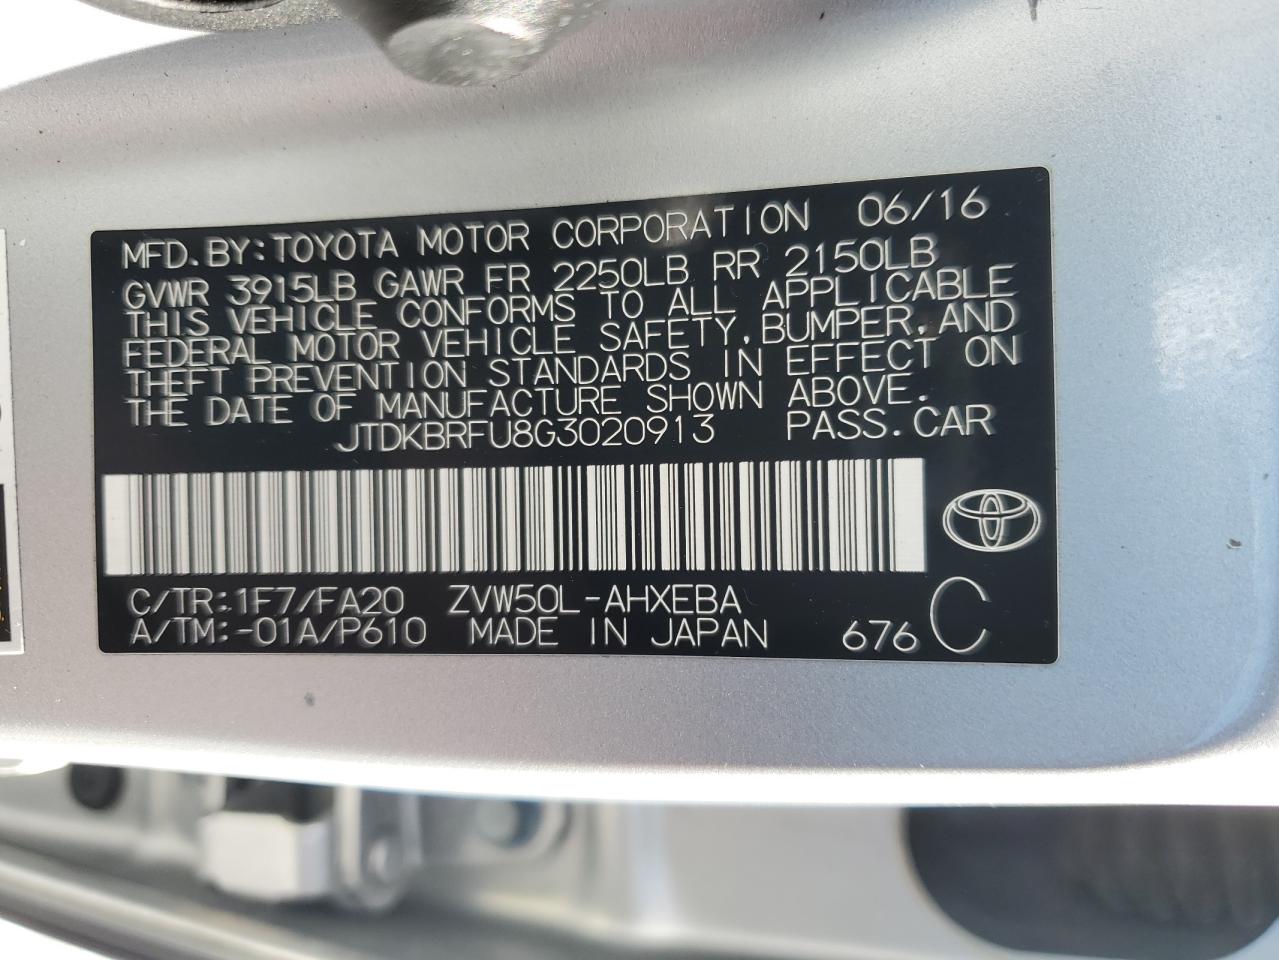 MFD. BY: TOYOTA MOTOR CORPORATION 06/16
GVWR 3915LB GAWR FR 2250LB RR 2150LB
THIS VEHICLE CONFORMS TO ALL APPLICABLE
FEDERAL MOTOR VEHICLE SAFETY, BUMPER, AND
THEFT PREVENTION STANDARDS IN EFFECT ON
THE DATE OF MANUFACTURE SHOWN ABOVE.
JTDKBRFU8G3020913 PASS. CAR
C/TR: 1F7/FA20 ZVW50L-AHXEBA
A/TM: -01A/P610 MADE IN JAPAN 676 C